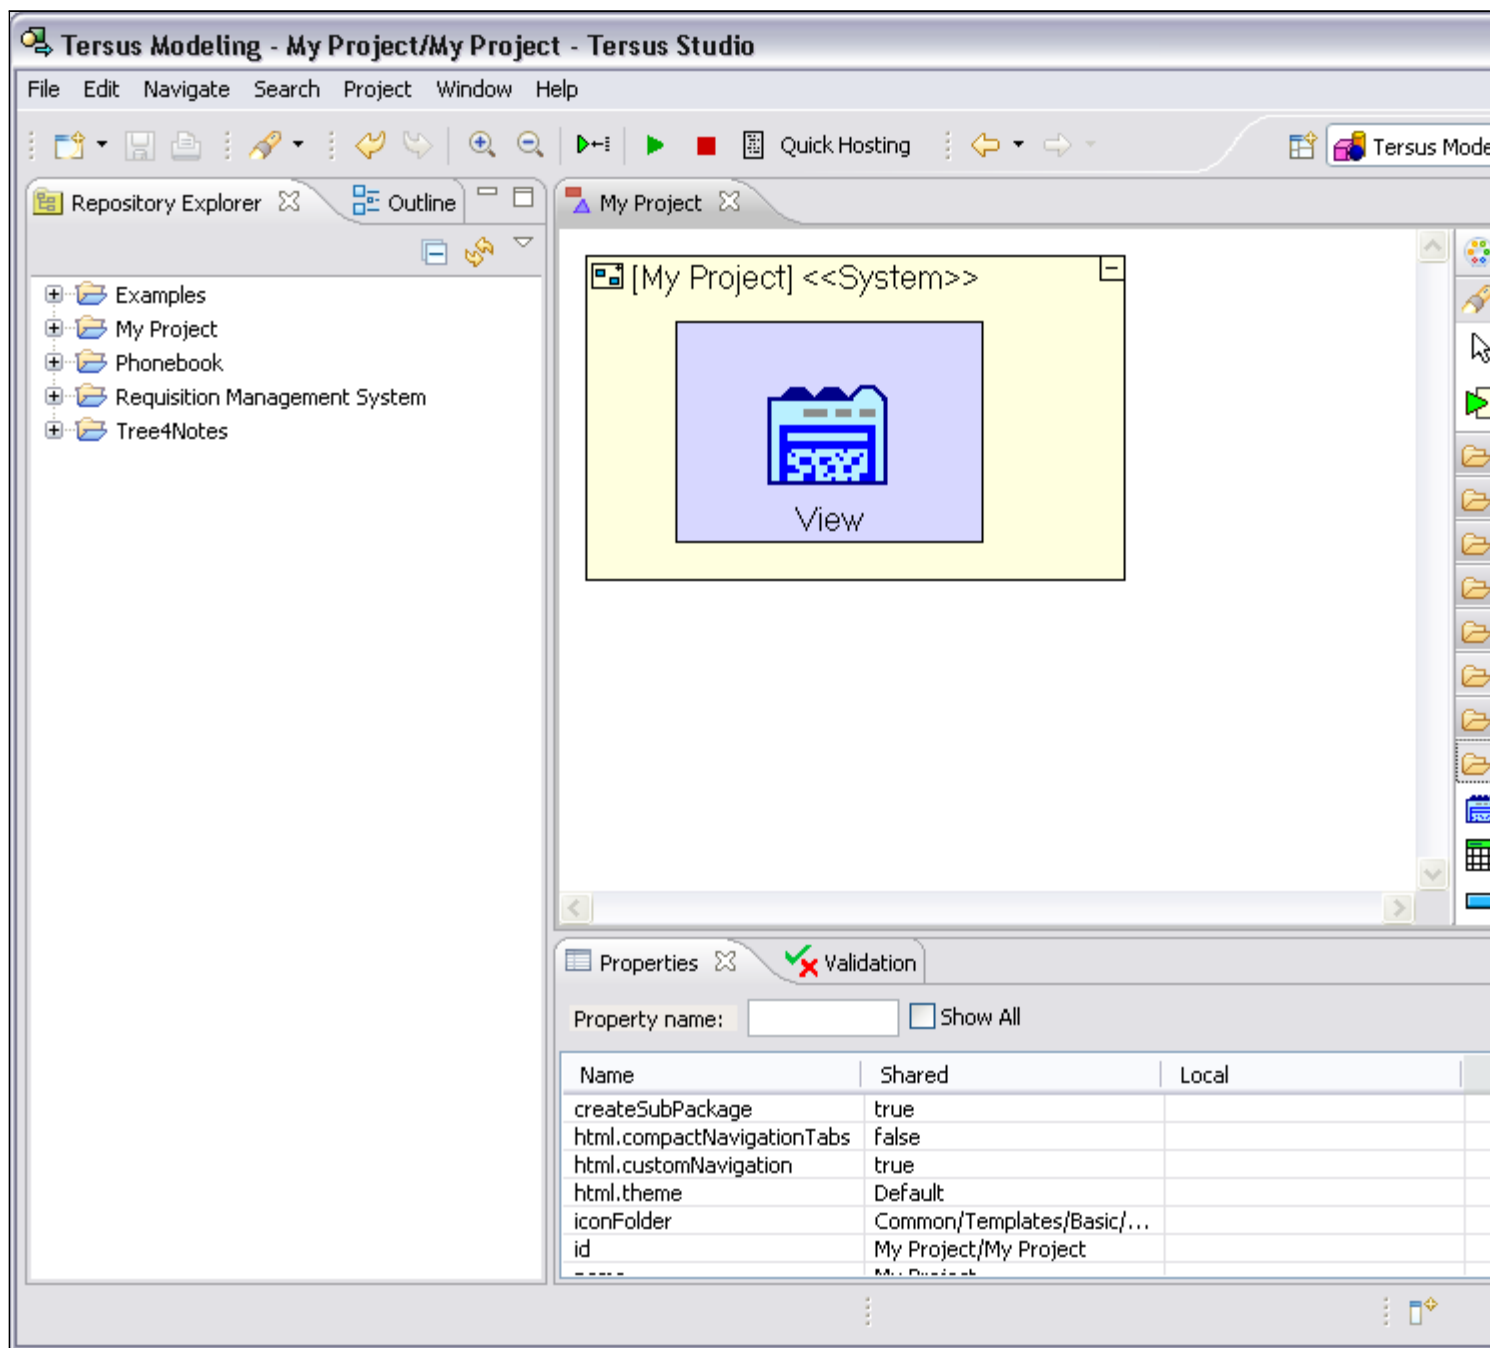 Tersus Modeling - My Project/My Project - Tersus Studio
File Edit Navigate Search Project Window Help
Quick Hosting Tersus Mode
Repository Explorer Outline My Project
[My Project] <<System>>
Examples
My Project
Phonebook
Requisition Management System
Tree4Notes
View
Properties Validation
Property name: Show All
Name Shared Local
createSubPackage true
html.compactNavigationTabs false
html.customNavigation true
html.theme Default
iconFolder Common/Templates/Basic/...
id My Project/My Project